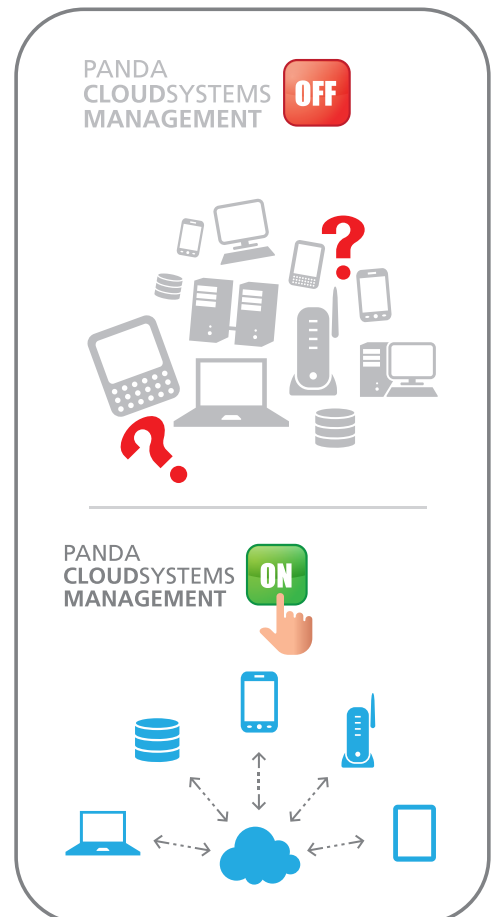 PANDA
CLOUDSYSTEMS
MANAGEMENT
OFF
?
?
PANDA
CLOUDSYSTEMS
MANAGEMENT
ON